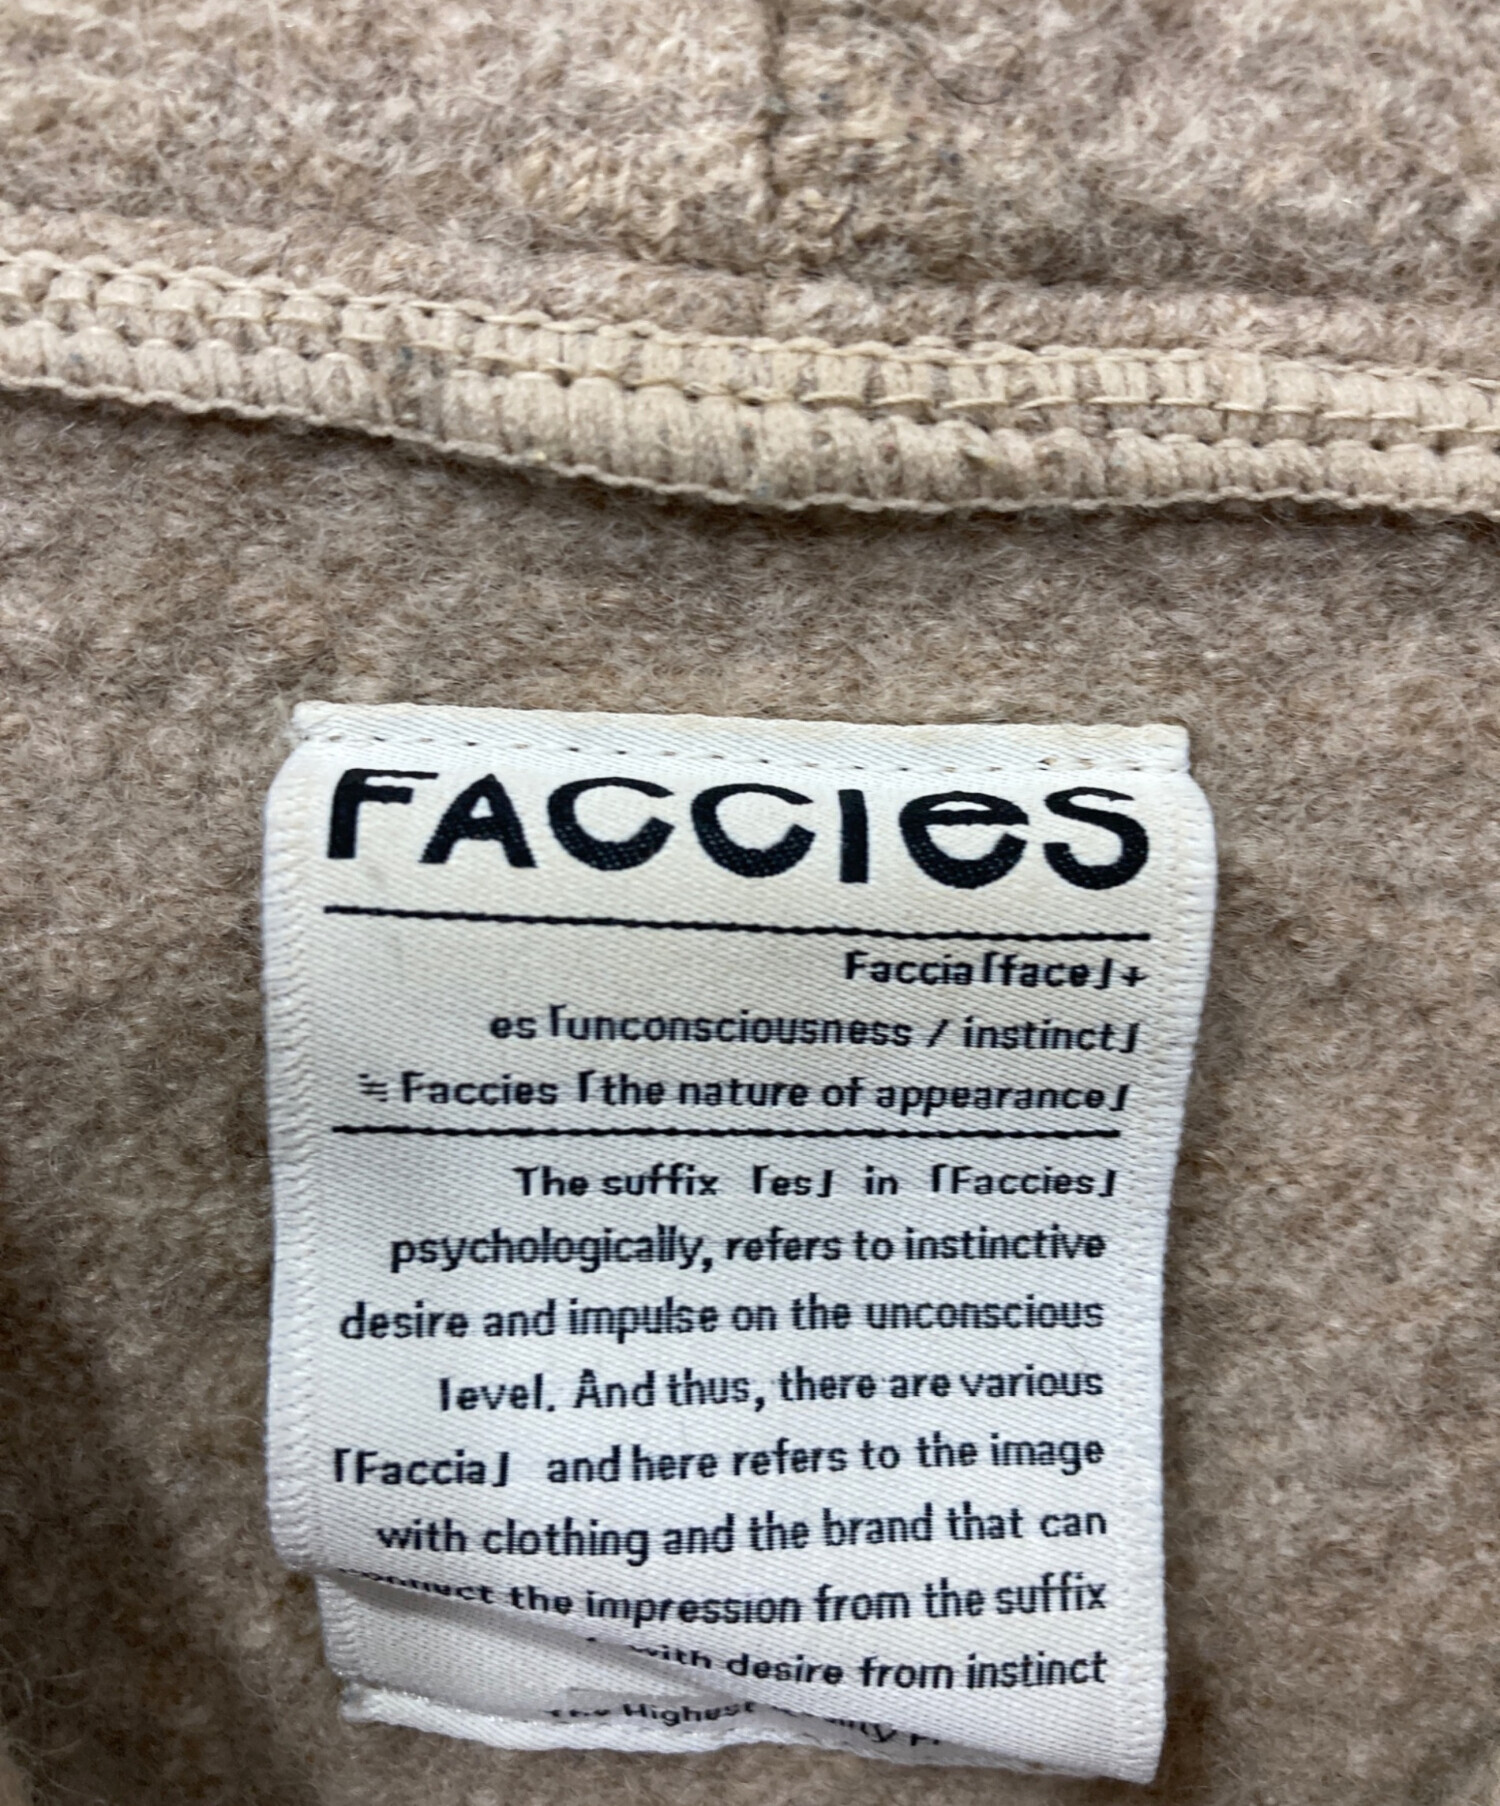 FACCIES
Faccia「face」+
es「unconsciousness / instinct」
≒ Faccies「the nature of appearance」
The suffix 「es」 in 「Faccies」
psychologically, refers to instinctive
desire and impulse on the unconscious
level. And thus, there are various
「Faccia」 and here refers to the image
with clothing and the brand that can
the impression from the suffix
with desire from instinct
Highest